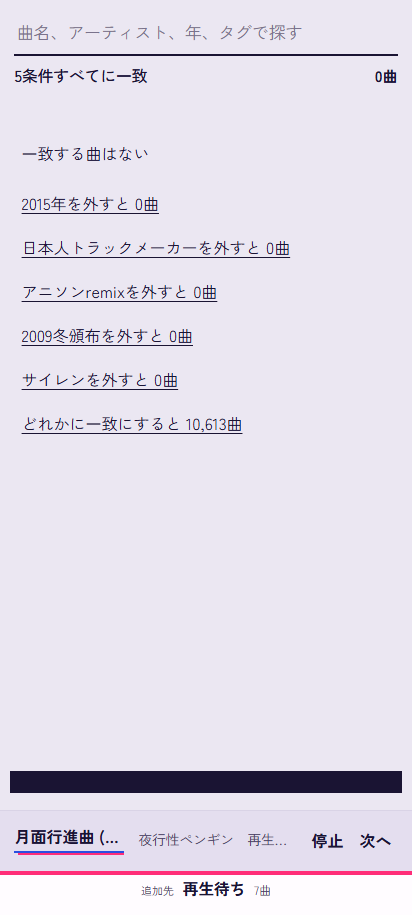 曲名、アーティスト、年、タグで探す
5条件すべてに一致 0曲
一致する曲はない
2015年を外すと 0曲
日本人トラックメーカーを外すと 0曲
アニソンremixを外すと 0曲
2009冬頒布を外すと 0曲
サイレンを外すと 0曲
どれかに一致にすると 10,613曲
月面行進曲 (... 夜行性ペンギン 再生... 停止 次へ
追加先 再生待ち 7曲